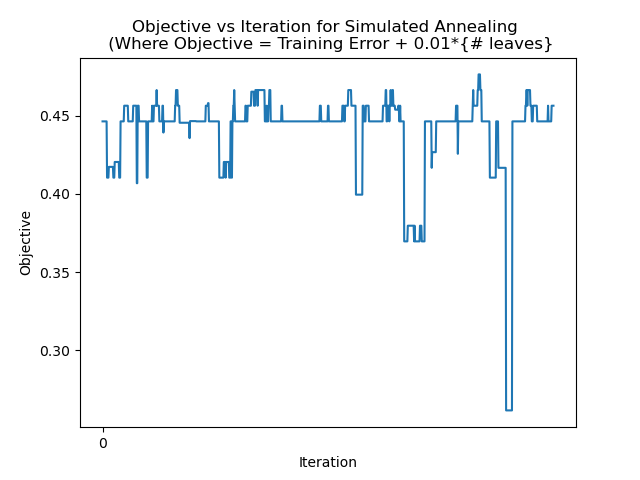 Objective vs Iteration for Simulated Annealing
(Where Objective = Training Error + 0.01*{# leaves}
0.45
0.40
0.35
0.30
Objective
0
Iteration